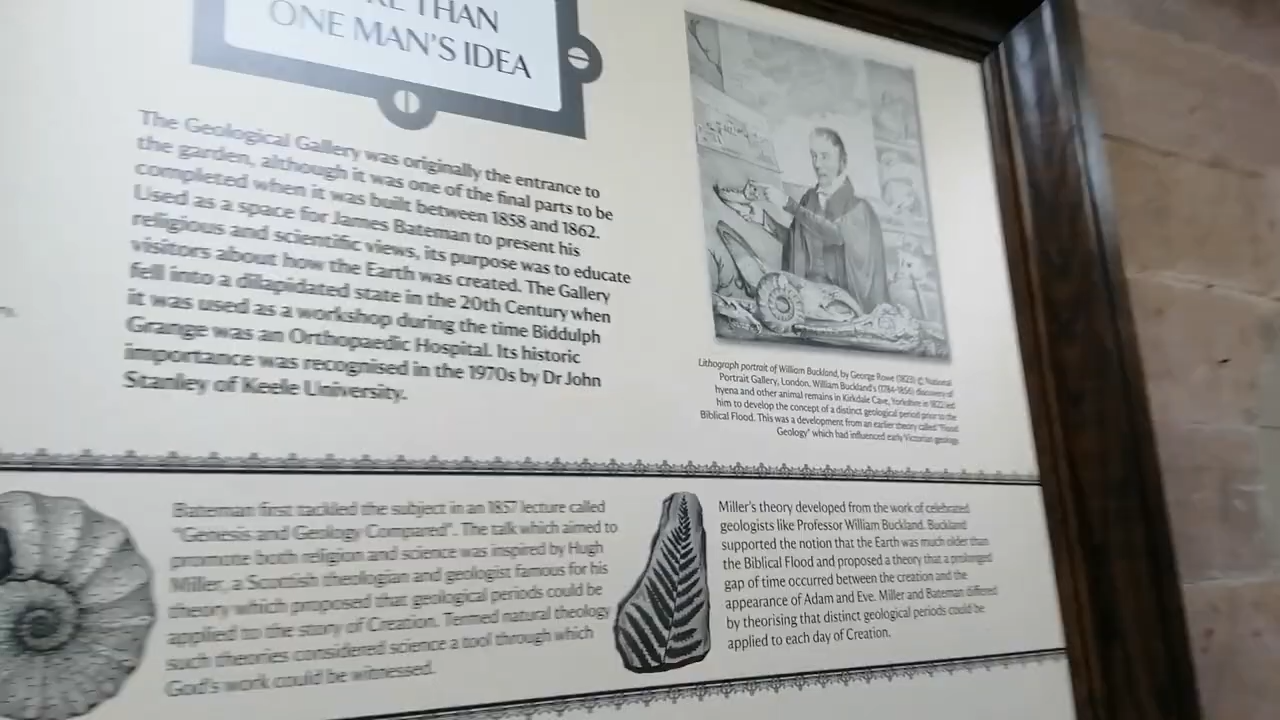 THAN
ONE MAN'S IDEA
The Geological Gallery was originally the entrance to
the garden, although it was one of the final parts to be
completed when it was built between 1858 and 1862.
Used as a space for James Bateman to present his
religious and scientific views, its purpose was to educate
visitors about how the Earth was created. The Gallery
fell into a dilapidated state in the 20th Century when
it was used as a workshop during the time Biddulph
Grange was an Orthopaedic Hospital. Its historic
importance was recognised in the 1970s by Dr John
Stanley of Keele University.
Lithograph portrait of William Buckland, by George Rowe (1823) © National
Portrait Gallery, London. William Buckland's (1784-1856) discovery of
hyena and other animal remains in Kirkdale Cave, Yorkshire in 1822 led
him to develop the concept of a distinct geological period prior to the
Biblical Flood. This was a development from an earlier theory called "Flood
Geology" which had influenced early Victorian geology.
Bateman first tackled the subject in an 1857 lecture called
"Genesis and Geology Compared". The talk which aimed to
promote both religion and science was inspired by Hugh
Miller, a Scottish theologian and geologist famous for his
theory which proposed that geological periods could be
applied to the story of Creation. Termed natural theology
such theories considered science a tool through which
God's work could be witnessed.
Miller's theory developed from the work of celebrated
geologists like Professor William Buckland. Buckland
supported the notion that the Earth was much older than
the Biblical Flood and proposed a theory that a prolonged
gap of time occurred between the creation and the
appearance of Adam and Eve. Miller and Bateman differed
by theorising that distinct geological periods could be
applied to each day of Creation.